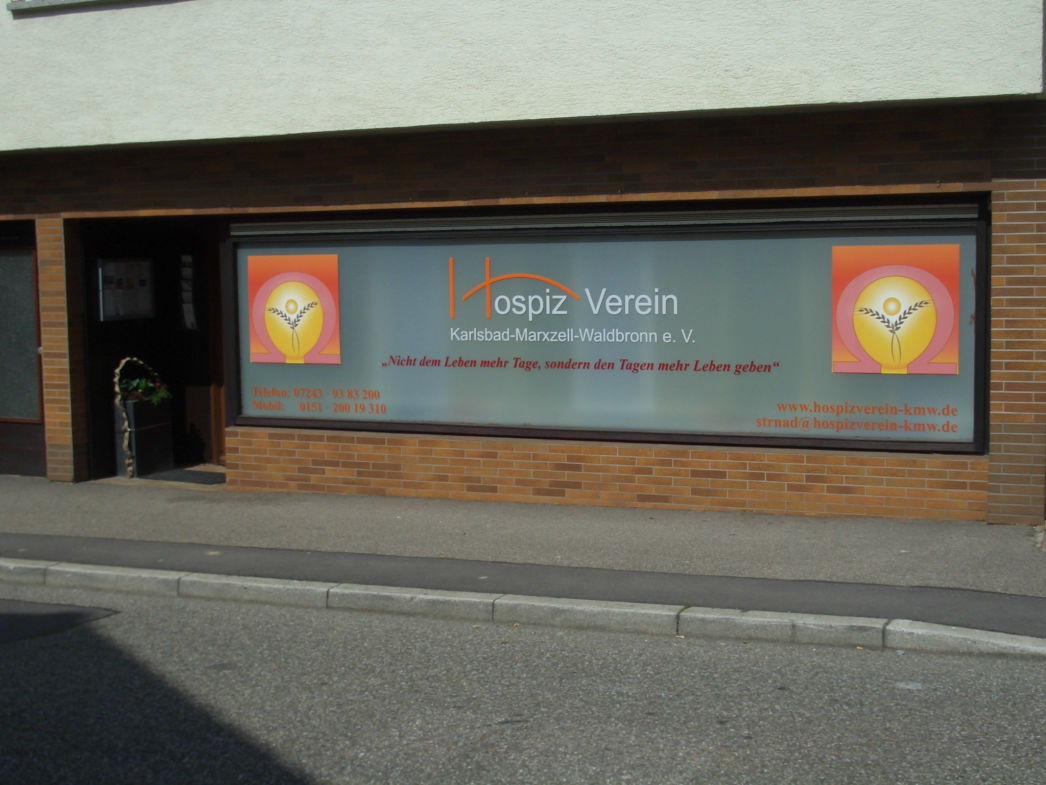 Hospiz Verein
Karlsbad-Marxzell-Waldbronn e. V.
„Nicht dem Leben mehr Tage, sondern den Tagen mehr Leben geben“
Telefon: 07243 - 93 83 200
Mobil: 0151 - 200 19 310
www.hospizverein-kmw.de
strnad@hospizverein-kmw.de